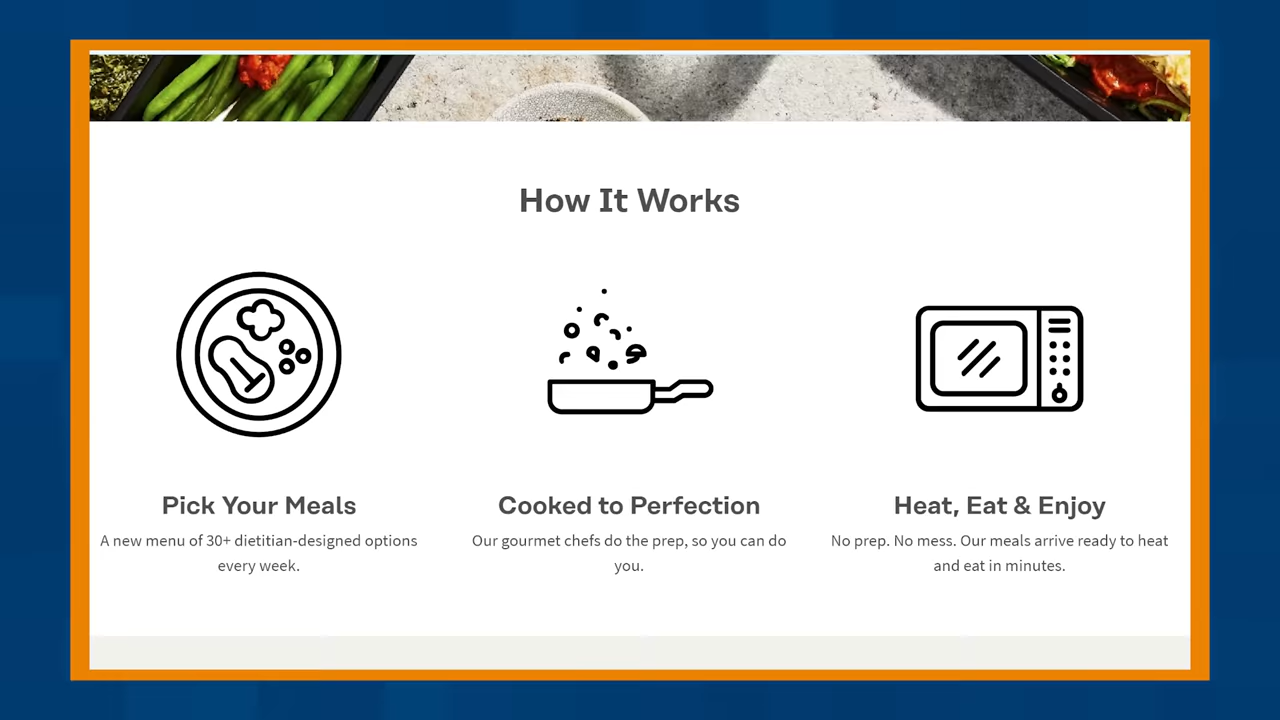 How It Works
Pick Your Meals
A new menu of 30+ dietitian-designed options
every week.
Cooked to Perfection
Our gourmet chefs do the prep, so you can do
you.
Heat, Eat & Enjoy
No prep. No mess. Our meals arrive ready to heat
and eat in minutes.